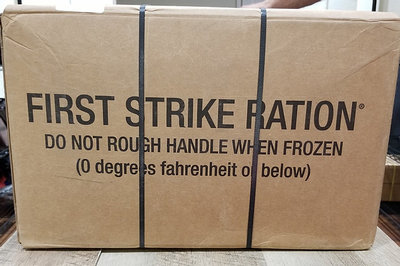 FIRST STRIKE RATION®
DO NOT ROUGH HANDLE WHEN FROZEN
(0 degrees fahrenheit or below)